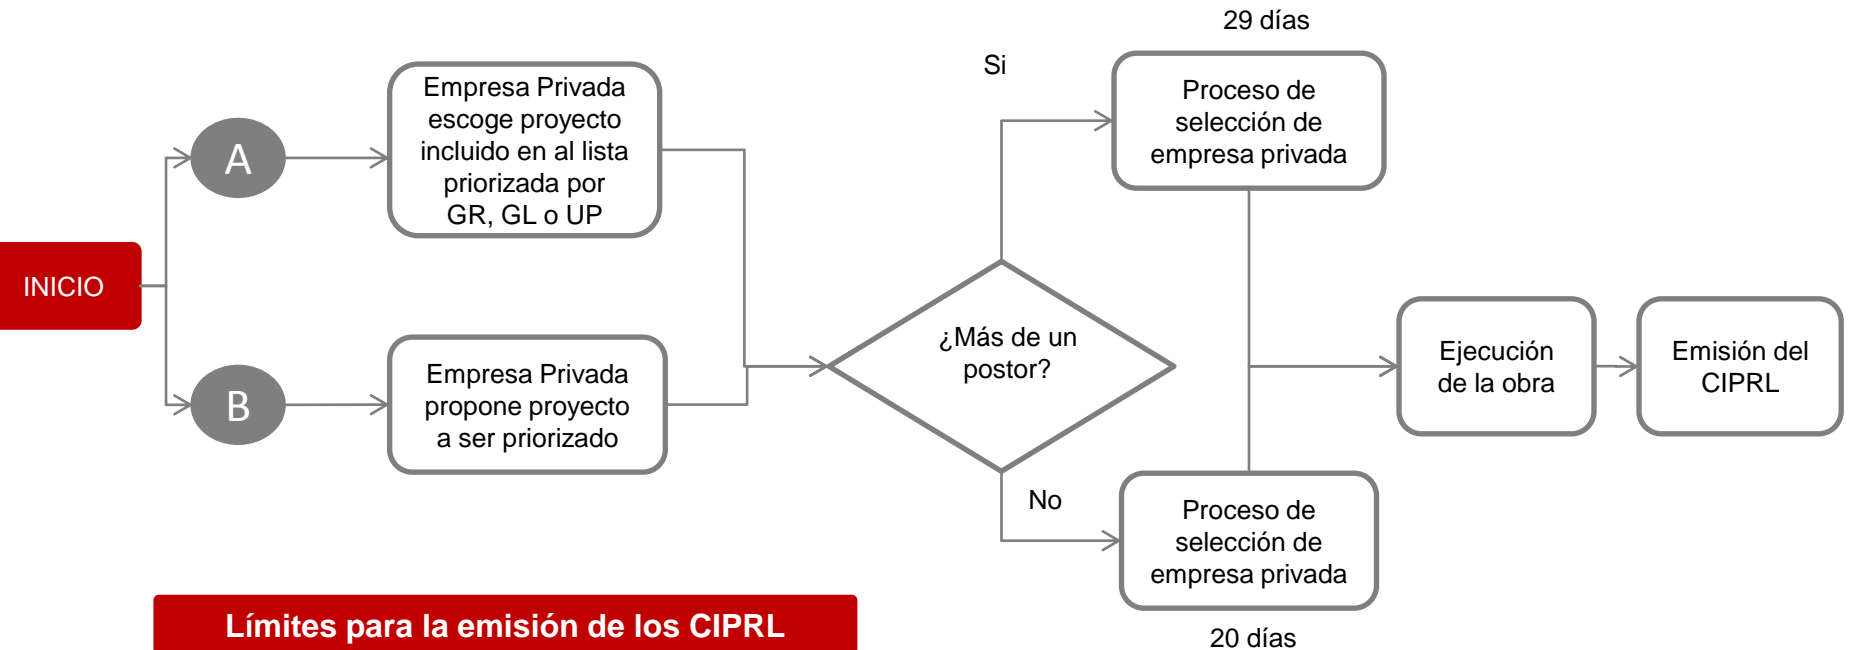 INICIO
A
Empresa Privada
escoge proyecto
incluido en al lista
priorizada por
GR, GL o UP
B
Empresa Privada
propone proyecto
a ser priorizado
¿Más de un
postor?
Si
29 días
Proceso de
selección de
empresa privada
No
Proceso de
selección de
empresa privada
20 días
Ejecución
de la obra
Emisión del
CIPRL
Límites para la emisión de los CIPRL